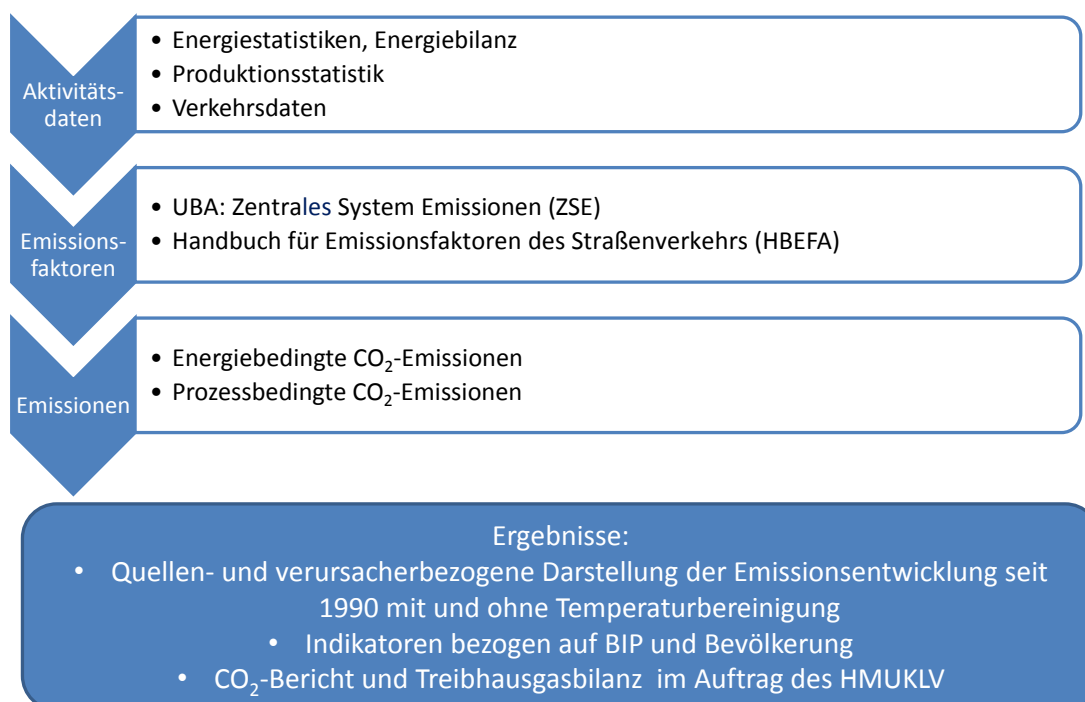 Aktivitäts-
daten
• Energiestatistiken, Energiebilanz
• Produktionsstatistik
• Verkehrsdaten
Emissions-
faktoren
• UBA: Zentrales System Emissionen (ZSE)
• Handbuch für Emissionsfaktoren des Straßenverkehrs (HBEFA)
Emissionen
• Energiebedingte CO₂-Emissionen
• Prozessbedingte CO₂-Emissionen
Ergebnisse:
• Quellen- und verursacherbezogene Darstellung der Emissionsentwicklung seit
1990 mit und ohne Temperaturbereinigung
• Indikatoren bezogen auf BIP und Bevölkerung
• CO₂-Bericht und Treibhausgasbilanz im Auftrag des HMUKLV